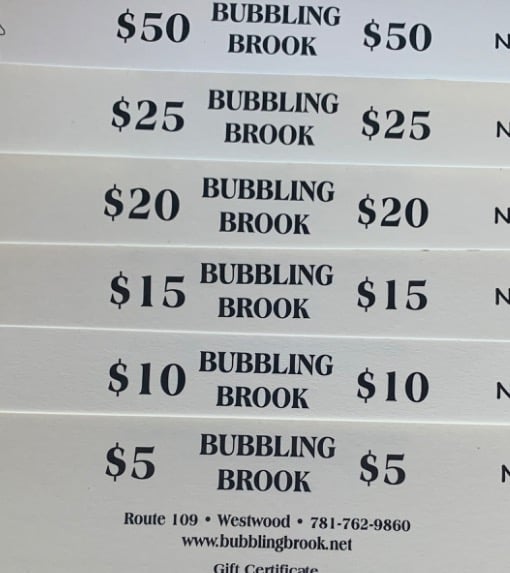 $50 BUBBLING BROOK $50 N
$25 BUBBLING BROOK $25 N
$20 BUBBLING BROOK $20 N
$15 BUBBLING BROOK $15 N
$10 BUBBLING BROOK $10 N
$5 BUBBLING BROOK $5
Route 109 • Westwood • 781-762-9860
www.bubblingbrook.net
Gift Certificate